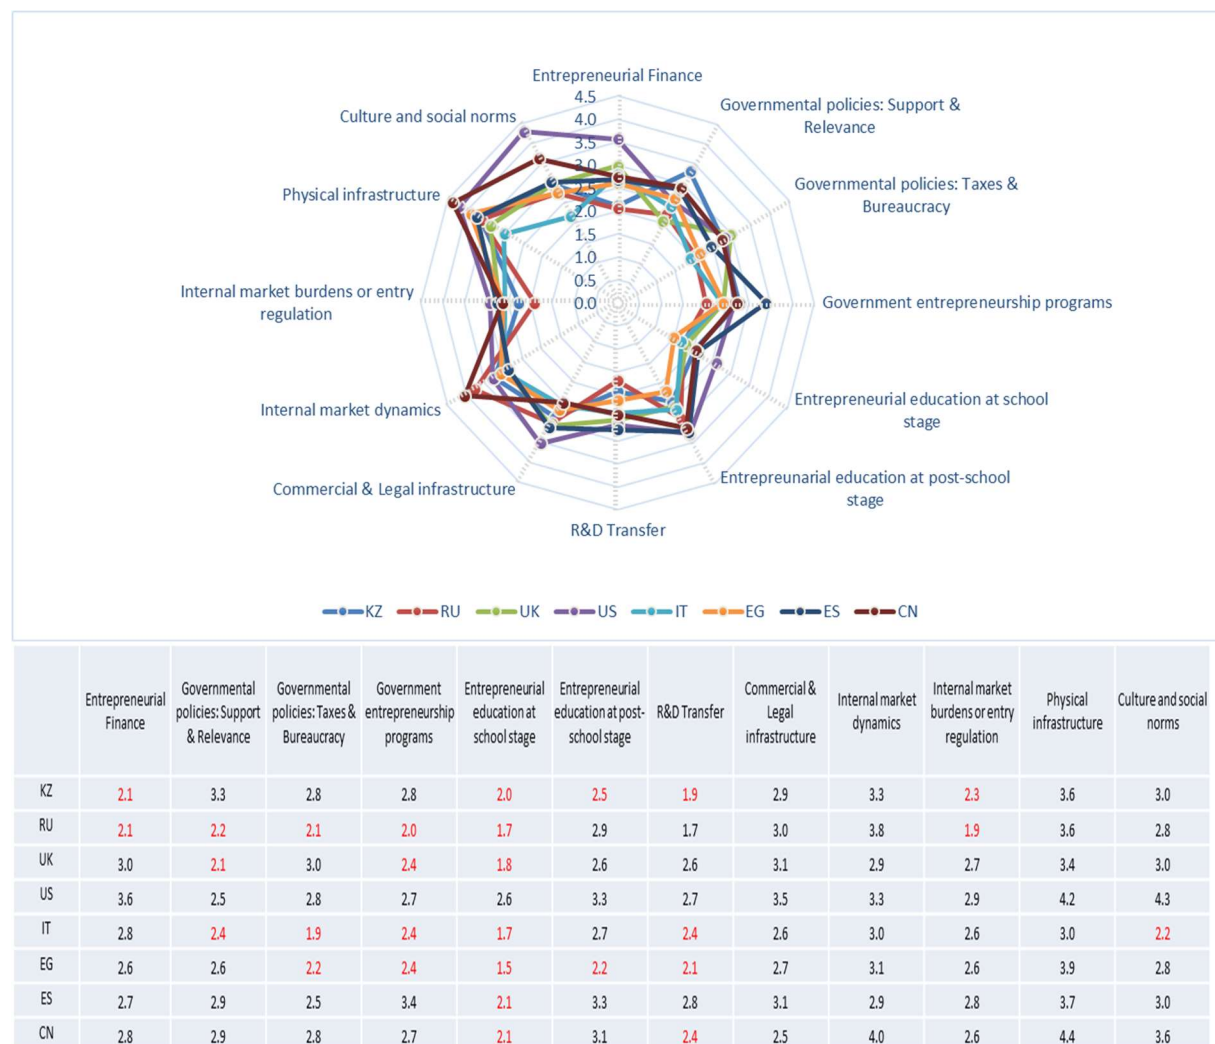 Entrepreneurial Finance
4.5
4.0
3.5
3.0
2.5
2.0
1.5
1.0
0.5
0.0
Governmental policies: Support &
Relevance
Governmental policies: Taxes &
Bureaucracy
Government entrepreneurship programs
Entrepreneurial education at school
stage
Entrepreunarial education at post-school
stage
R&D Transfer
Commercial & Legal infrastructure
Internal market dynamics
Internal market burdens or entry
regulation
Physical infrastructure
Culture and social norms
KZ RU UK US IT EG ES CN
Entrepreneurial
Finance
Governmental
policies: Support
& Relevance
Governmental
policies: Taxes &
Bureaucracy
Government
entrepreneurship
programs
Entrepreneurial
education at
school stage
Entrepreneurial
education at post-
school stage
R&D Transfer
Commercial &
Legal
infrastructure
Internal market
dynamics
Internal market
burdens or entry
regulation
Physical
infrastructure
Culture and social
norms
KZ 2.1 3.3 2.8 2.8 2.0 2.5 1.9 2.9 3.3 2.3 3.6 3.0
RU 2.1 2.2 2.1 2.0 1.7 2.9 1.7 3.0 3.8 1.9 3.6 2.8
UK 3.0 2.1 3.0 2.4 1.8 2.6 2.6 3.1 2.9 2.7 3.4 3.0
US 3.6 2.5 2.8 2.7 2.6 3.3 2.7 3.5 3.3 2.9 4.2 4.3
IT 2.8 2.4 1.9 2.4 1.7 2.7 2.4 2.6 3.0 2.6 3.0 2.2
EG 2.6 2.6 2.2 2.4 1.5 2.2 2.1 2.7 3.1 2.6 3.9 2.8
ES 2.7 2.9 2.5 3.4 2.1 3.3 2.8 3.1 2.9 2.8 3.7 3.0
CN 2.8 2.9 2.8 2.7 2.1 3.1 2.4 2.5 4.0 2.6 4.4 3.6